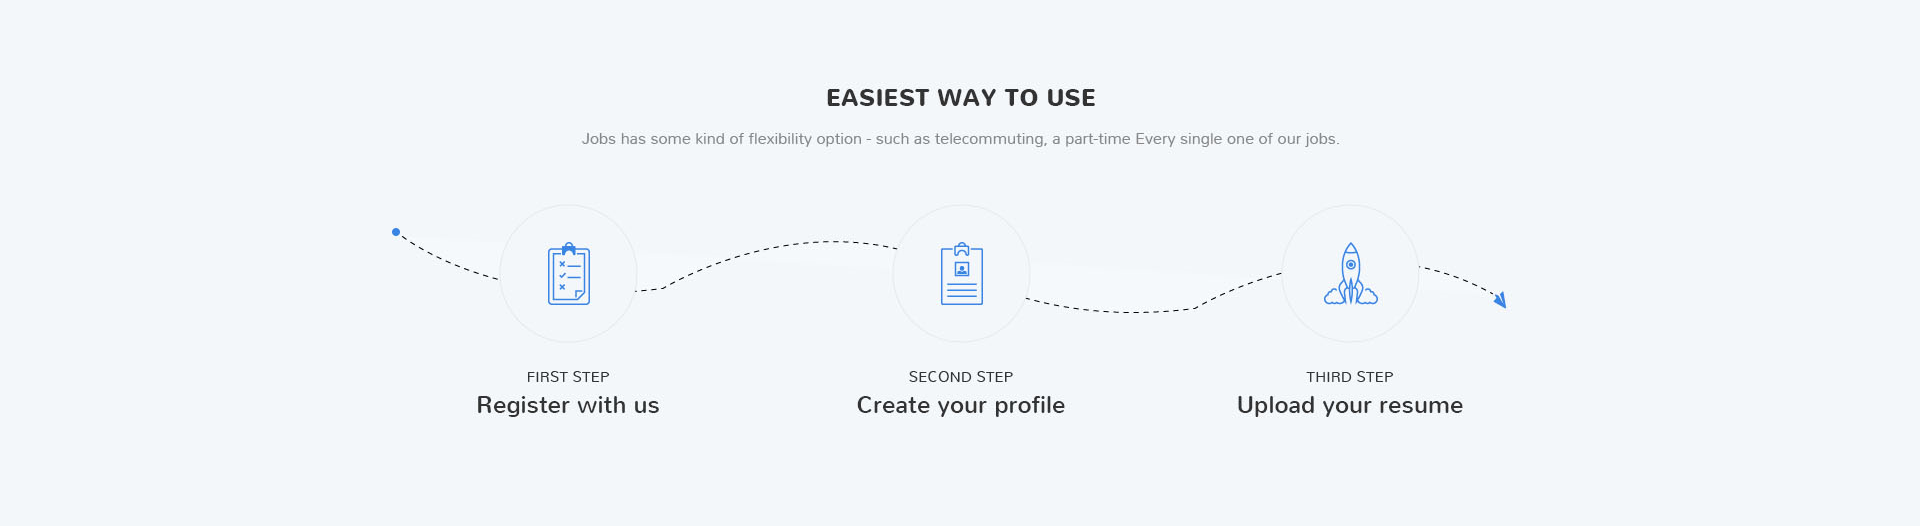 EASIEST WAY TO USE
Jobs has some kind of flexibility option - such as telecommuting, a part-time Every single one of our jobs.
FIRST STEP
Register with us
SECOND STEP
Create your profile
THIRD STEP
Upload your resume